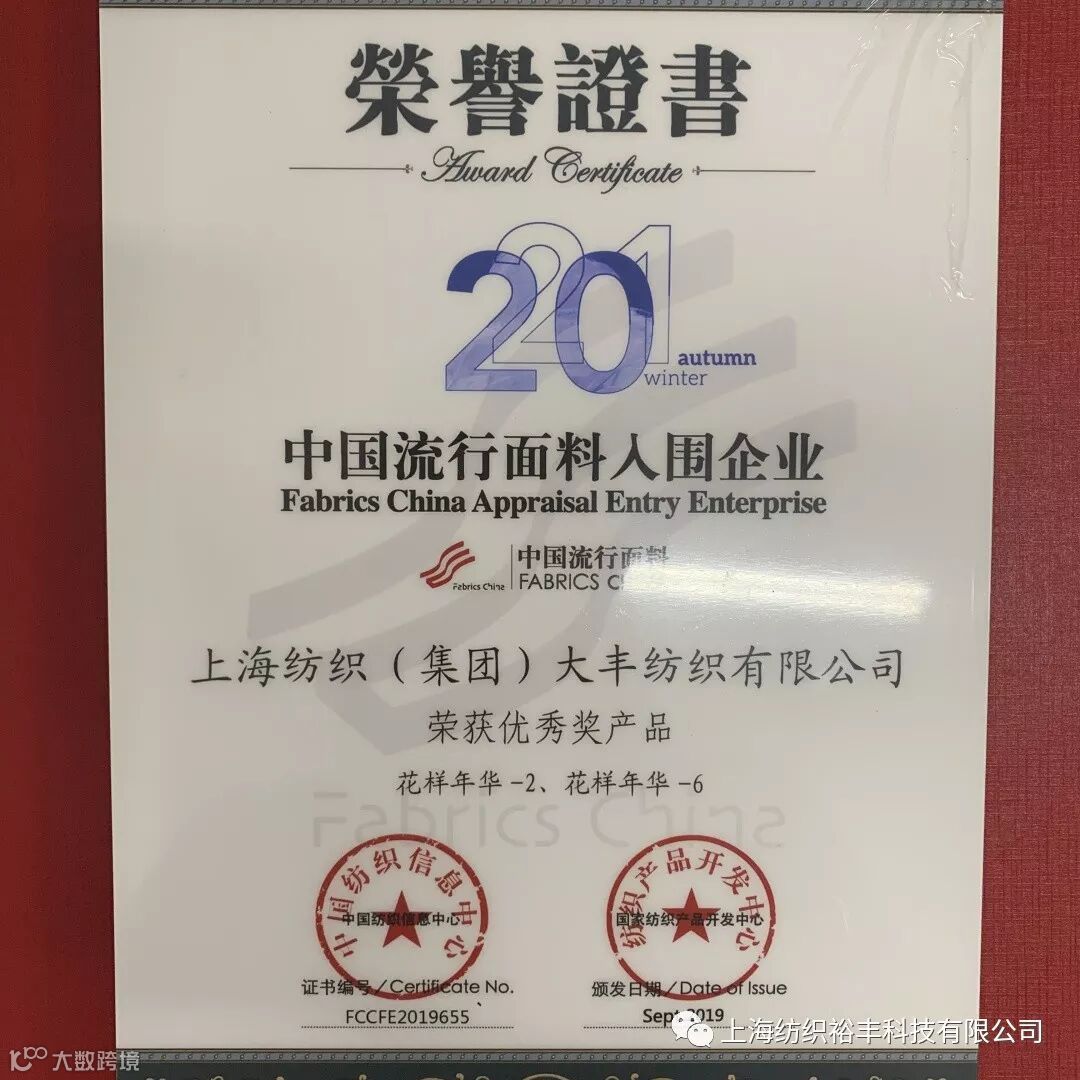 榮譽證書
Award Certificate
2021
autumn
winter
中国流行面料入围企业
Fabrics China Appraisal Entry Enterprise
Fabrics China
中国流行面料
FABRICS
上海纺织（集团）大丰纺织有限公司
荣获优秀奖产品
花样年华-2、花样年华-6
Fabrics China
中国纺织信息中心
中国纺织信息中心
纺织产品开发中心
国家纺织产品开发中心
证书编号/Certificate No.
FCCFE2019655
颁发日期/Date of Issue
Sept 2019
上海纺织裕丰科技有限公司
大数跨境